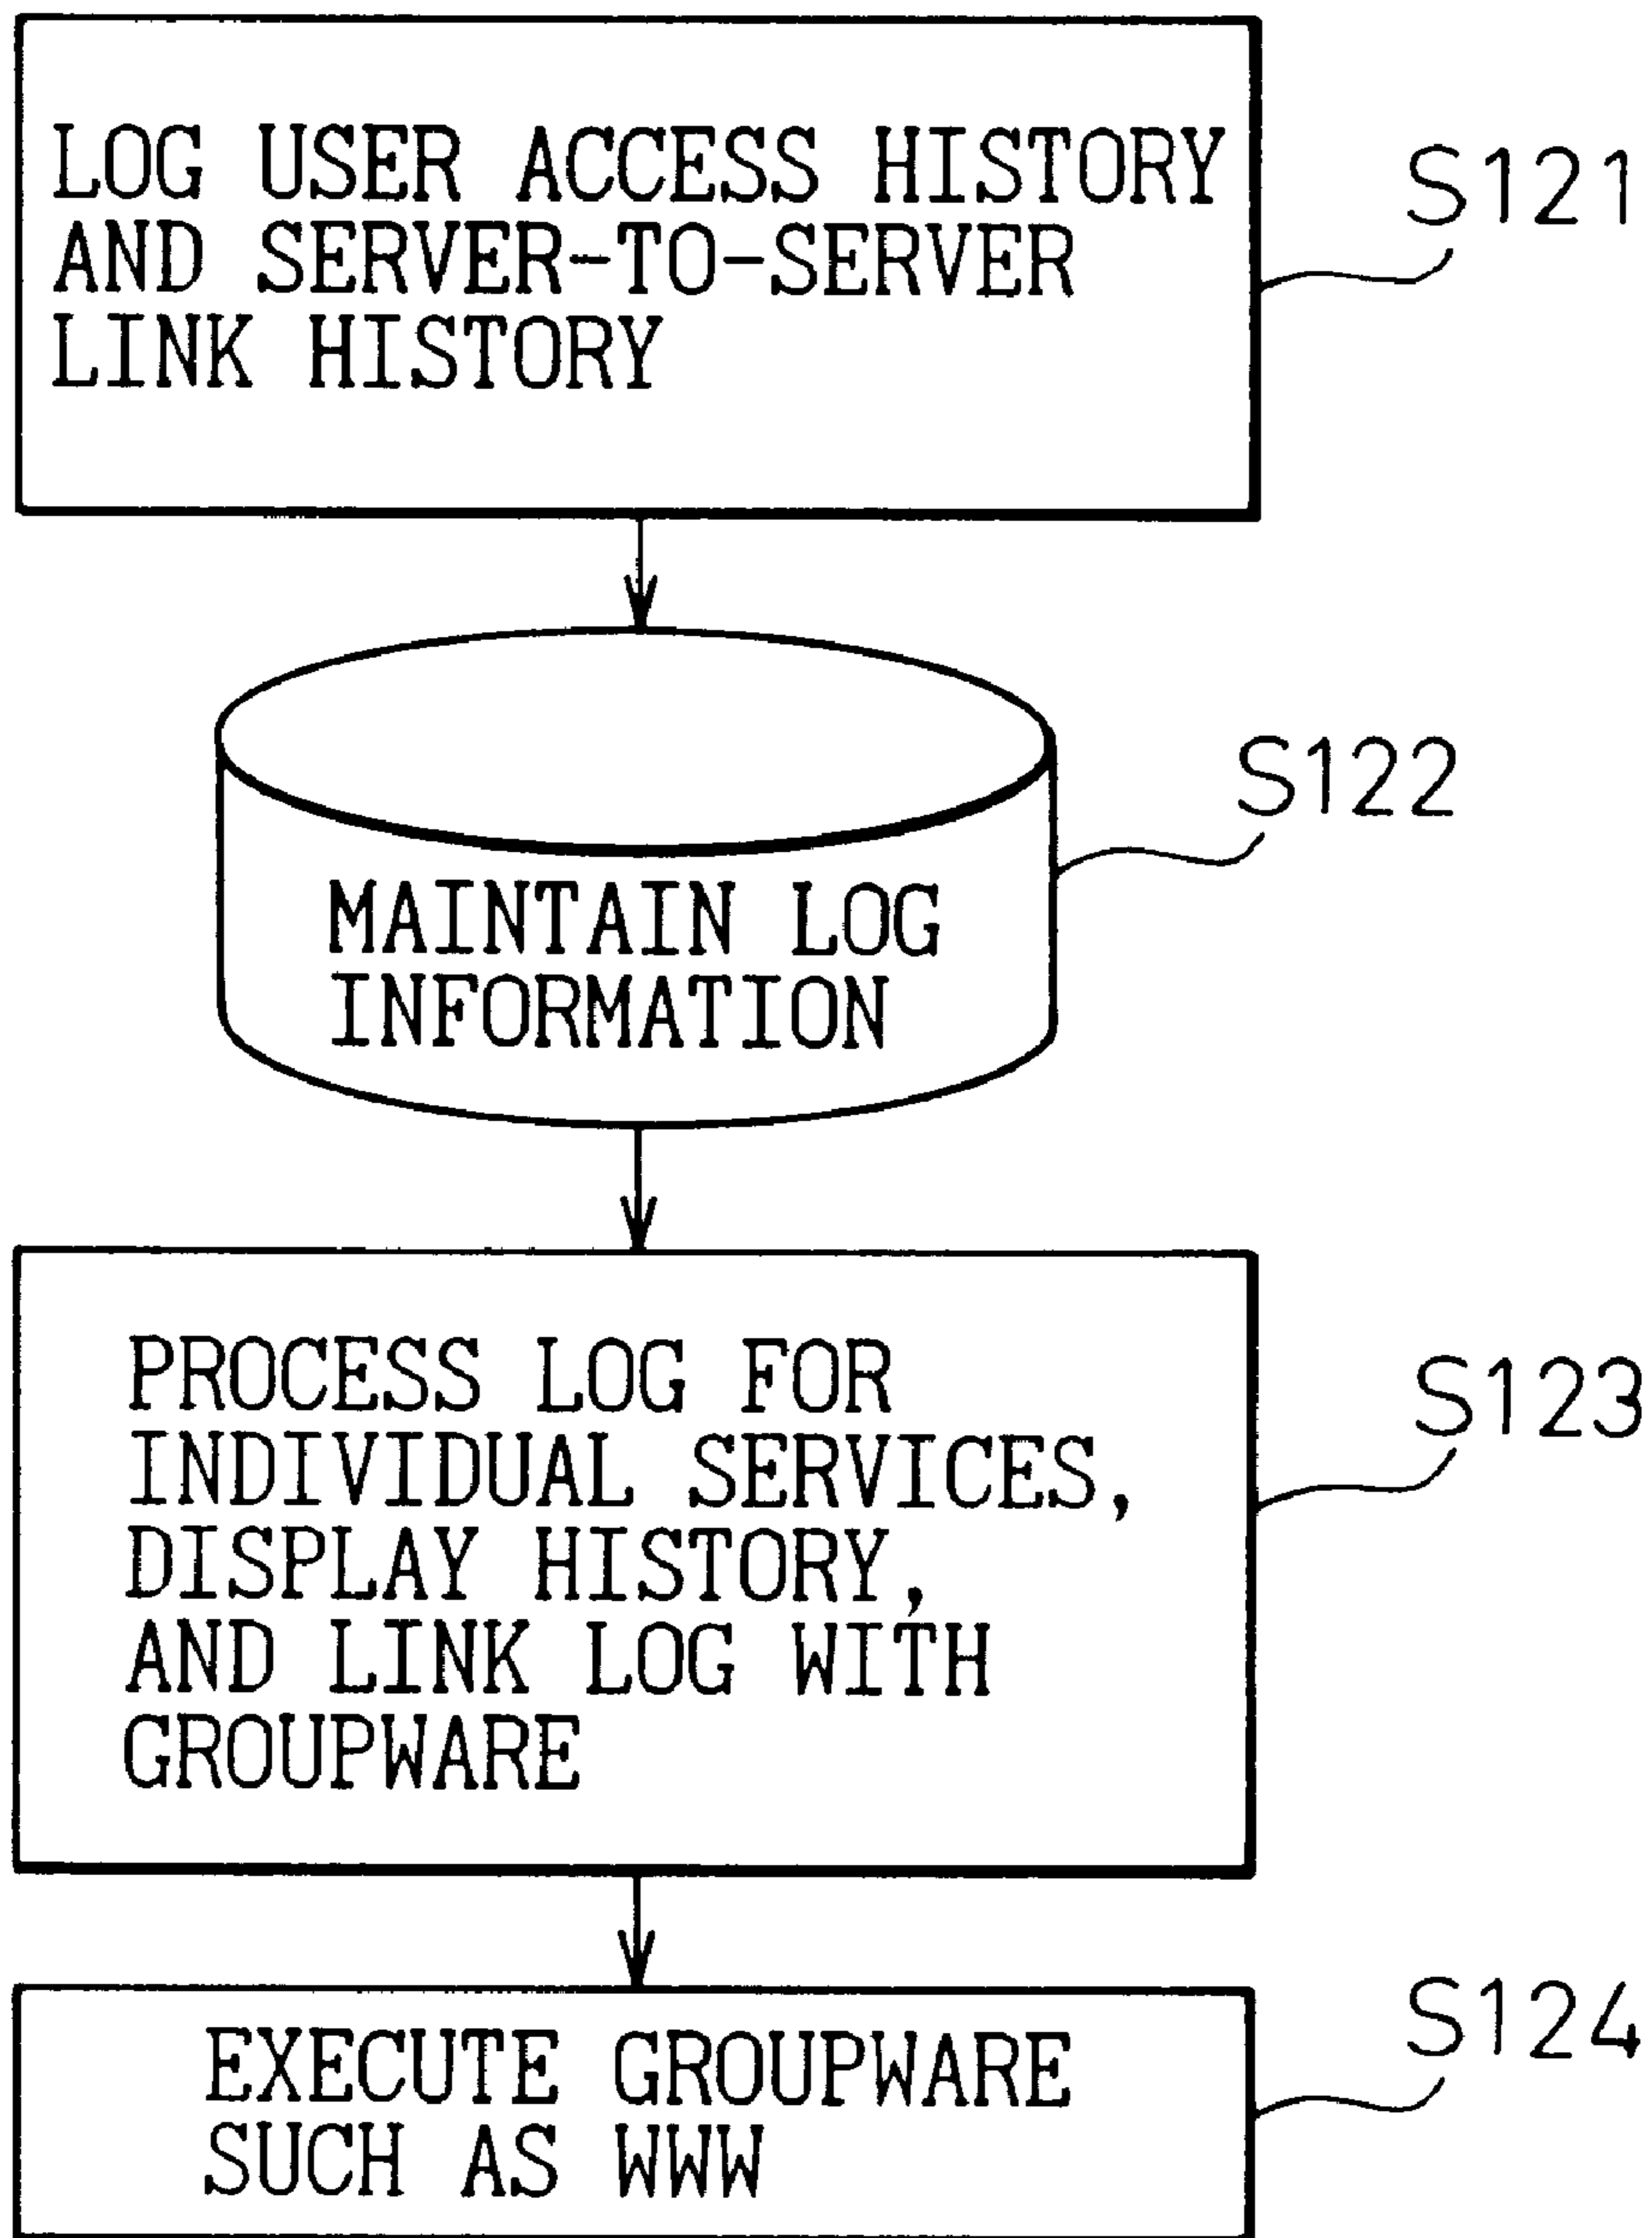 LOG USER ACCESS HISTORY
AND SERVER-TO-SERVER
LINK HISTORY
S121
MAINTAIN LOG
INFORMATION
S122
PROCESS LOG FOR
INDIVIDUAL SERVICES,
DISPLAY HISTORY,
AND LINK LOG WITH
GROUPWARE
S123
EXECUTE GROUPWARE
SUCH AS WWW
S124